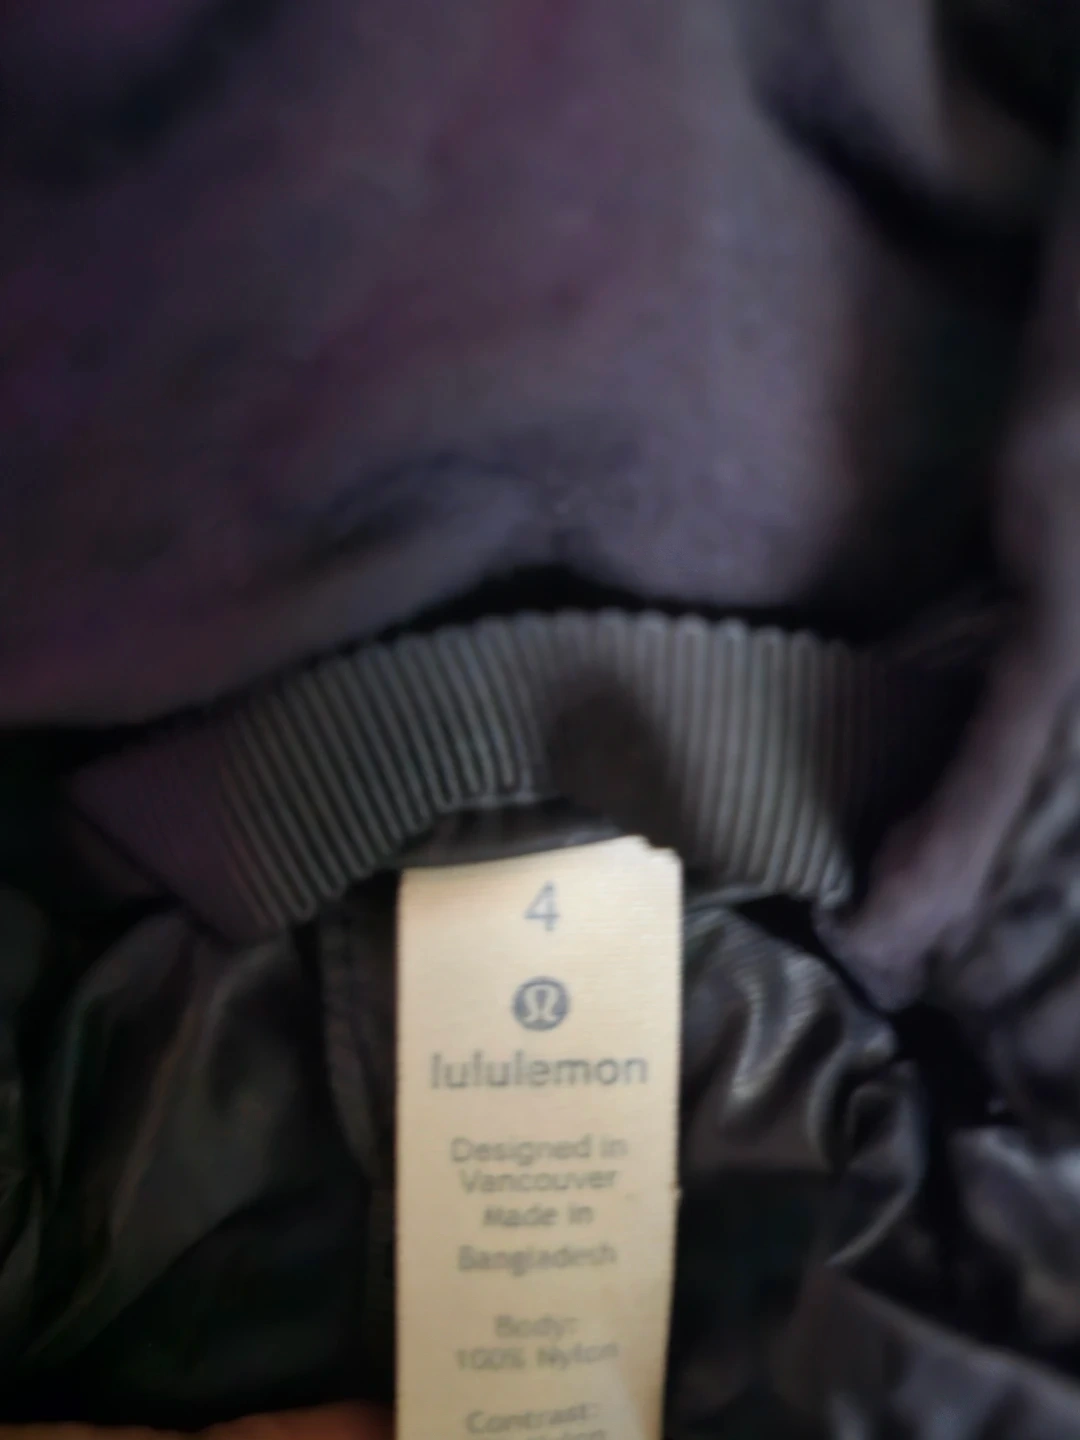 4
lululemon
Designed in
Vancouver
Made in
Bangladesh
Body:
100% Nylon
Contrast: